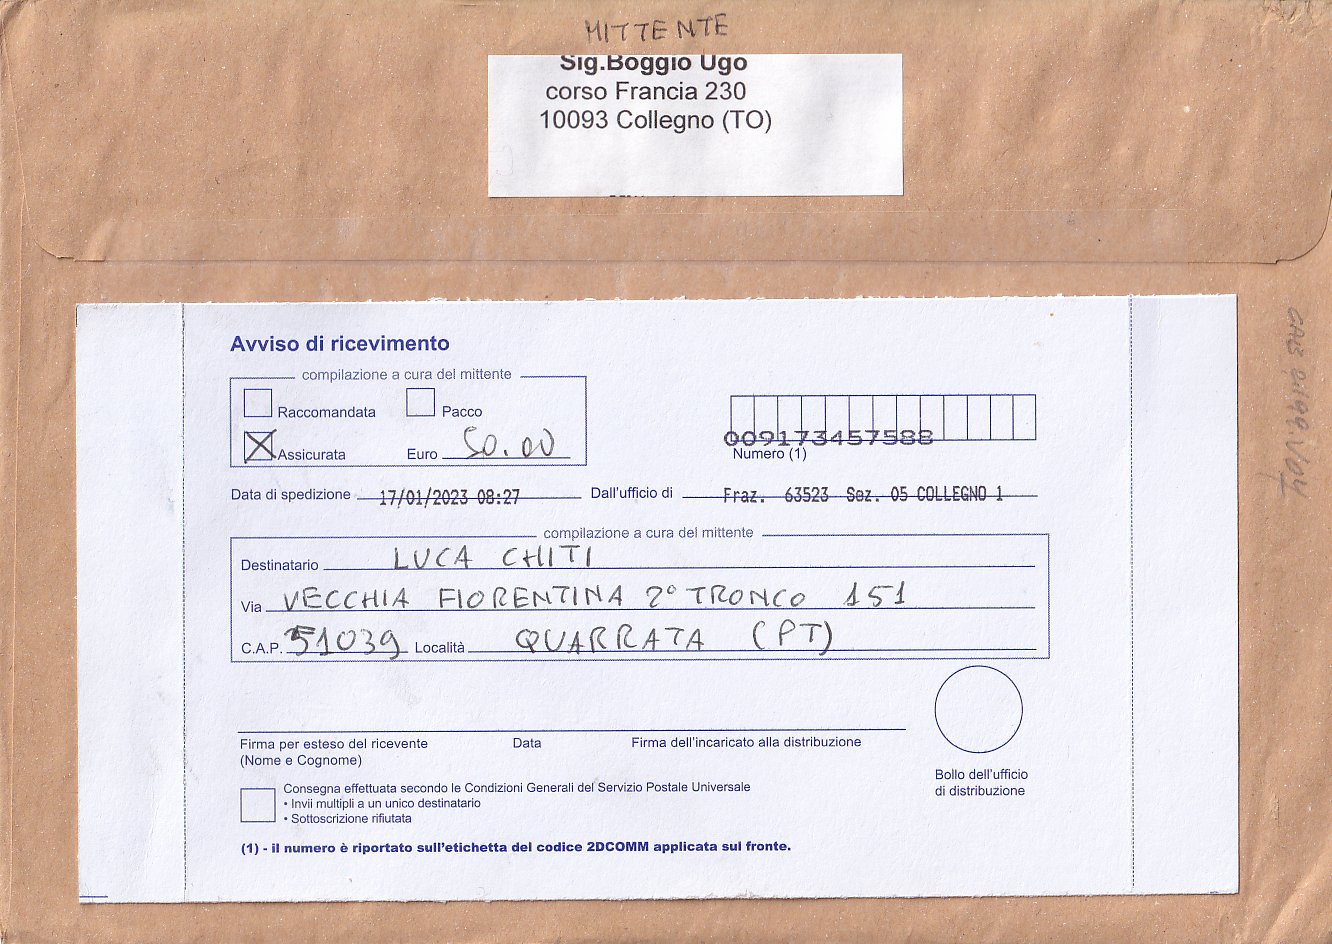 MITTENTE
Sig.Boggio Ugo
corso Francia 230
10093 Collegno (TO)
Avviso di ricevimento
compilazione a cura del mittente
Raccomandata Pacco
Assicurata Euro 50.00
009173457588
Numero (1)
Data di spedizione 17/01/2023 08:27 Dall'ufficio di Fraz. 63523 Sez. 05 COLLEGNO 1
compilazione a cura del mittente
Destinatario LUCA CHITI
Via VECCHIA FIORENTINA 2° TRONCO 151
C.A.P. 51039 Località QUARRATA (PT)
Firma per esteso del ricevente Data Firma dell'incaricato alla distribuzione
(Nome e Cognome)
Bollo dell'ufficio
di distribuzione
Consegna effettuata secondo le Condizioni Generali del Servizio Postale Universale
• Invii multipli a un unico destinatario
• Sottoscrizione rifiutata
(1) - il numero è riportato sull'etichetta del codice 2DCOMM applicata sul fronte.